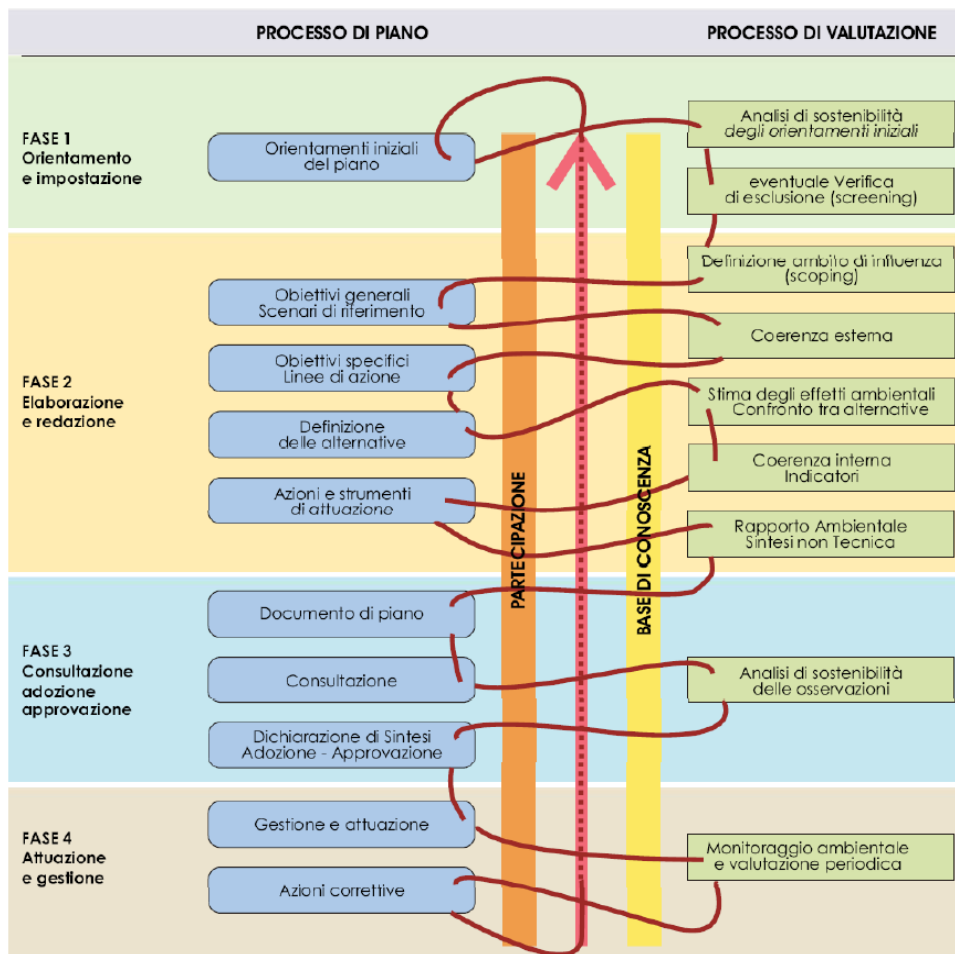 PROCESSO DI PIANO
PROCESSO DI VALUTAZIONE
FASE 1
Orientamento
e impostazione
Orientamenti iniziali
del piano
Analisi di sostenibilità
degli orientamenti iniziali
eventuale Verifica
di esclusione (screening)
FASE 2
Elaborazione
e redazione
Definizione ambito di influenza
(scoping)
Obiettivi generali
Scenari di riferimento
Coerenza esterna
Obiettivi specifici
Linee di azione
Stima degli effetti ambientali
Confronto tra alternative
Definizione
delle alternative
Coerenza interna
Indicatori
Azioni e strumenti
di attuazione
Rapporto Ambientale
Sintesi non Tecnica
PARTECIPAZIONE
BASE DI CONOSCENZA
FASE 3
Consultazione
adozione
approvazione
Documento di piano
Consultazione
Analisi di sostenibilità
delle osservazioni
Dichiarazione di Sintesi
Adozione - Approvazione
FASE 4
Attuazione
e gestione
Gestione e attuazione
Monitoraggio ambientale
e valutazione periodica
Azioni correttive